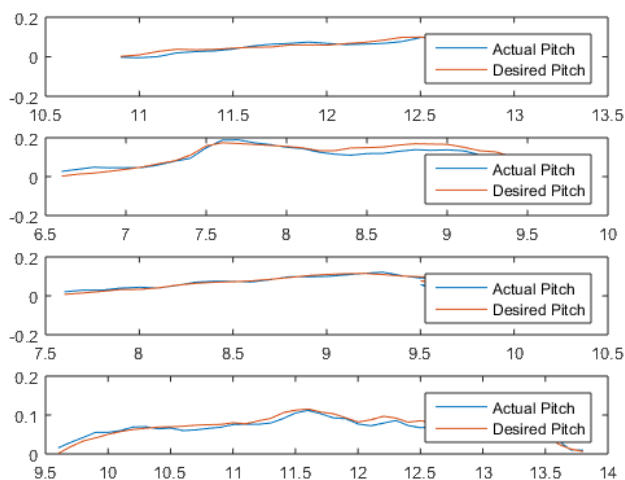 0.2
Actual Pitch
0
Desired Pitch
-0.2
10.5 11 11.5 12 12.5 13 13.5
0.2
Actual Pitch
0
Desired Pitch
-0.2
6.5 7 7.5 8 8.5 9 9.5 10
0.2
Actual Pitch
0
Desired Pitch
-0.2
7.5 8 8.5 9 9.5 10 10.5
0.2
Actual Pitch
0.1
Desired Pitch
0
9.5 10 10.5 11 11.5 12 12.5 13 13.5 14